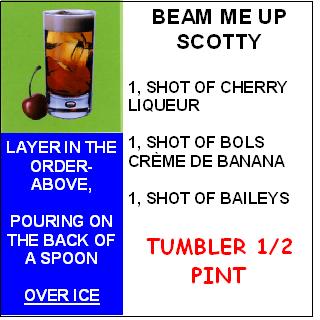 BEAM ME UP
SCOTTY
1, SHOT OF CHERRY
LIQUEUR
1, SHOT OF BOLS
CRÈME DE BANANA
1, SHOT OF BAILEYS
TUMBLER 1/2
PINT
LAYER IN THE
ORDER-
ABOVE,
POURING ON
THE BACK OF
A SPOON
OVER ICE